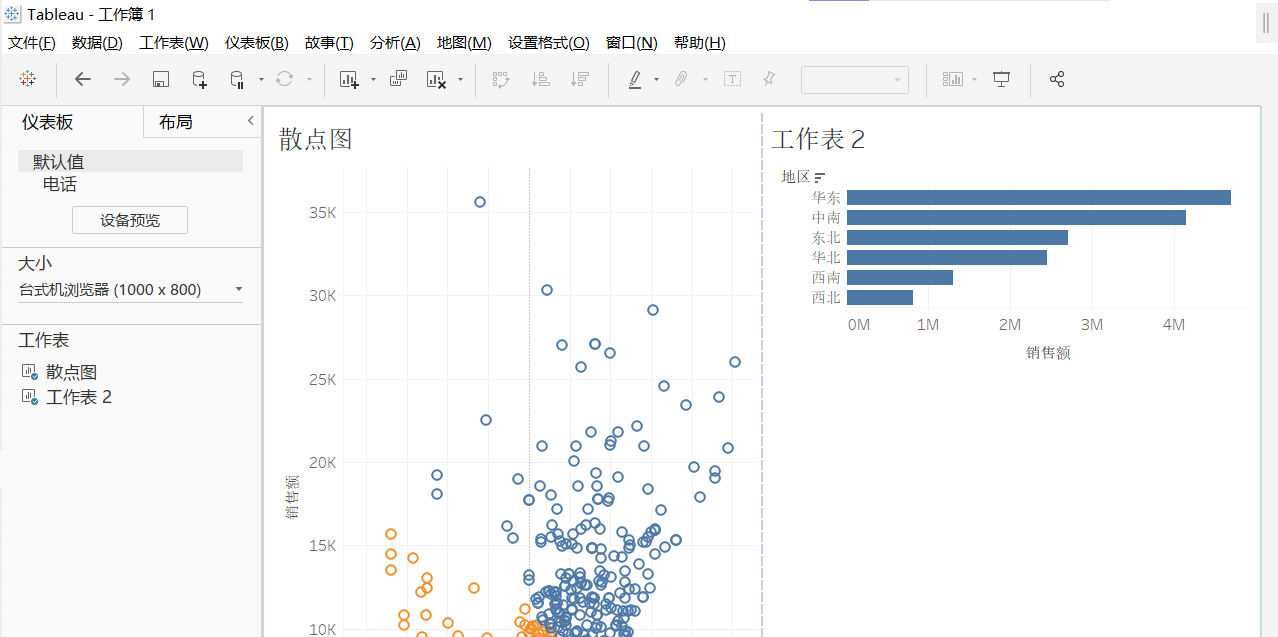 Tableau - 工作簿 1
文件(F) 数据(D) 工作表(W) 仪表板(B) 故事(T) 分析(A) 地图(M) 设置格式(O) 窗口(N) 帮助(H)
仪表板 布局
默认值
电话
设备预览
大小
台式机浏览器 (1000 x 800)
工作表
散点图
工作表 2
散点图
35K
30K
25K
20K
15K
10K
销售额
工作表 2
地区
华东
中南
东北
华北
西南
西北
0M 1M 2M 3M 4M
销售额